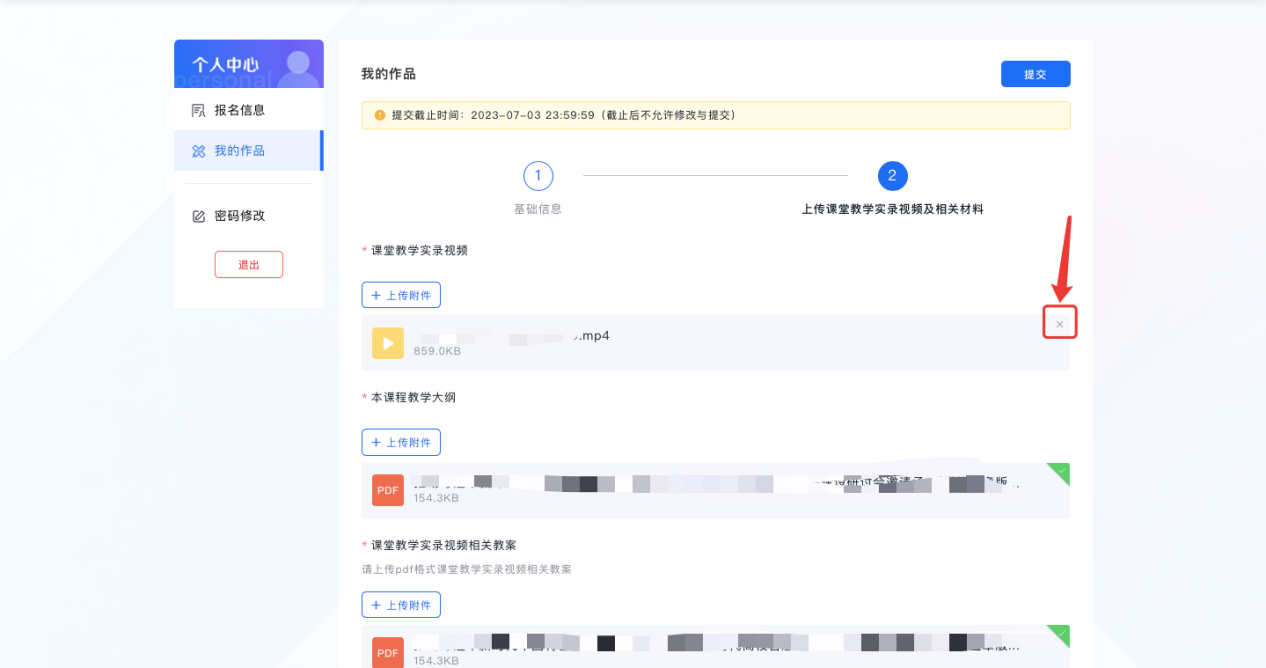 个人中心
personal
报名信息
我的作品
密码修改
退出
我的作品
提交
提交截止时间：2023-07-03 23:59:59（截止后不允许修改与提交）
1
2
基础信息
上传课堂教学实录视频及相关材料
* 课堂教学实录视频
+ 上传附件
.mp4
859.0KB
* 本课程教学大纲
+ 上传附件
PDF
154.3KB
* 课堂教学实录视频相关教案
请上传pdf格式课堂教学实录视频相关教案
+ 上传附件
PDF
154.3KB